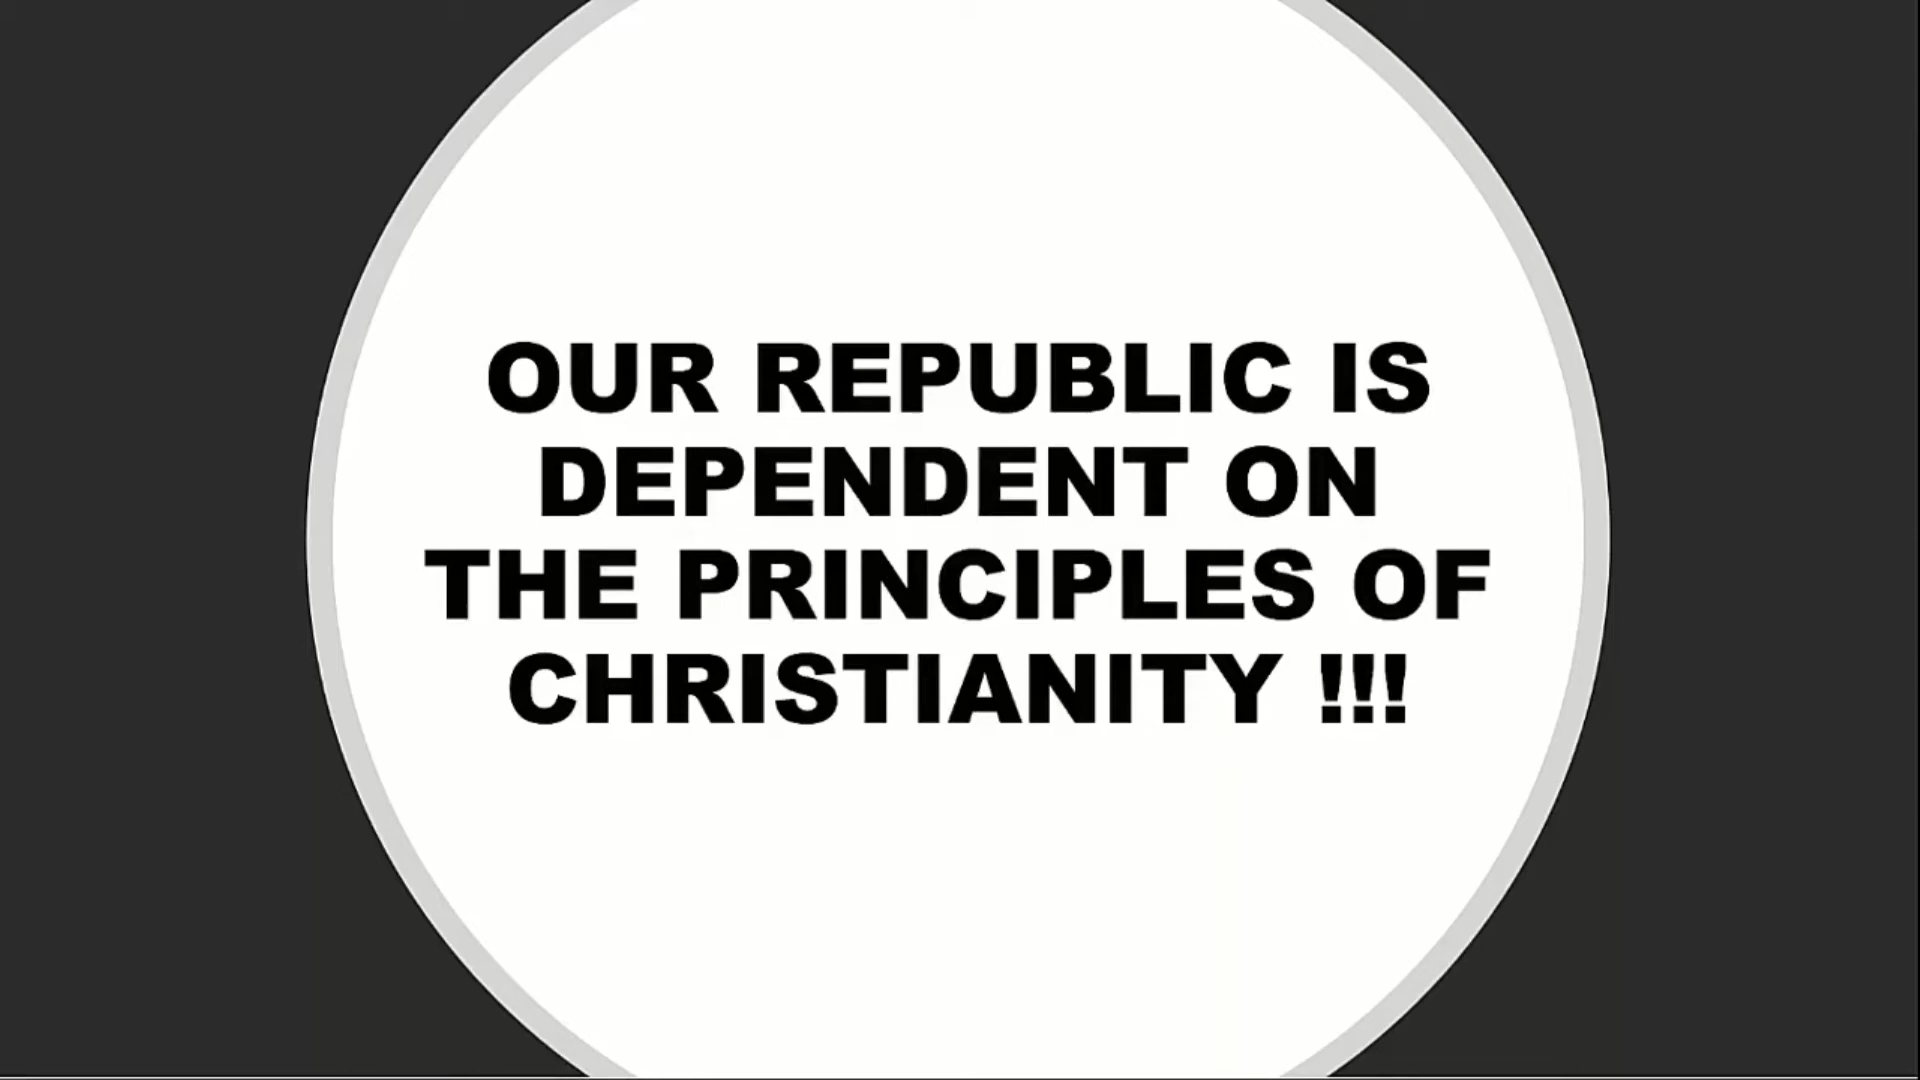 OUR REPUBLIC IS
DEPENDENT ON
THE PRINCIPLES OF
CHRISTIANITY !!!